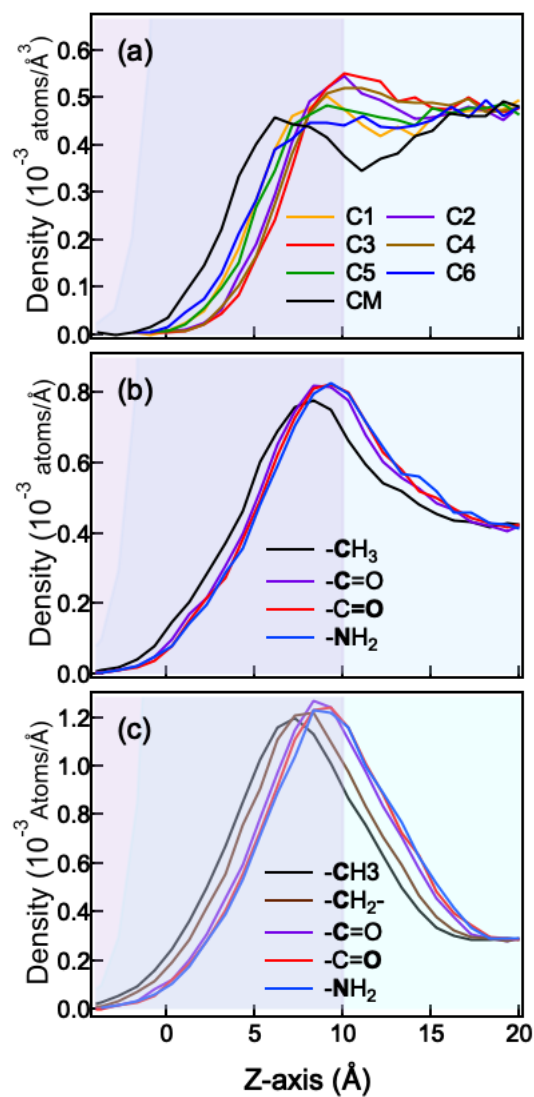 (a)
Density (10⁻³ atoms/Å³)
0.6
0.5
0.4
0.3
0.2
0.1
0.0
C1 C2
C3 C4
C5 C6
CM
(b)
Density (10⁻³ atoms/Å)
0.8
0.6
0.4
0.2
0.0
-CH₃
-C=O
-C=O
-NH₂
(c)
Density (10⁻³ Atoms/Å)
1.2
1.0
0.8
0.6
0.4
0.2
0.0
-CH3
-CH₂-
-C=O
-C=O
-NH₂
0 5 10 15 20
Z-axis (Å)